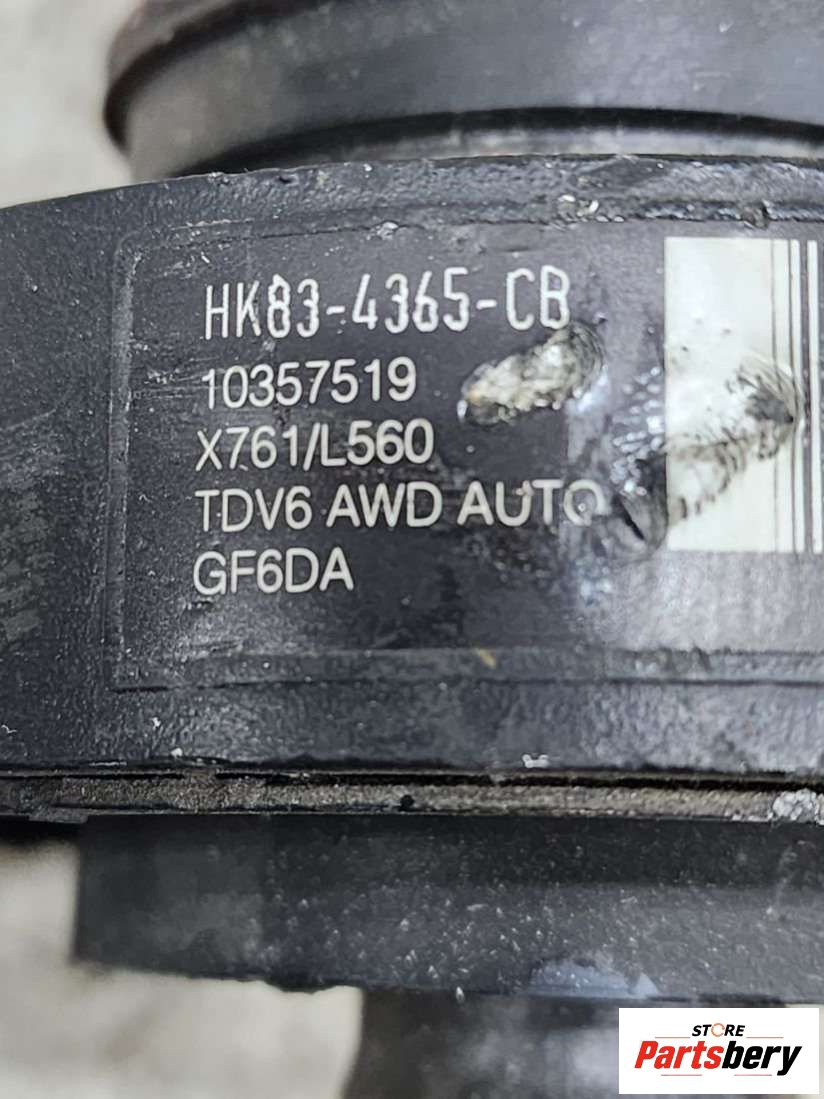 HK83-4365-CB
10357519
X761/L560
TDV6 AWD AUTO
GF6DA
STORE
Partsbery